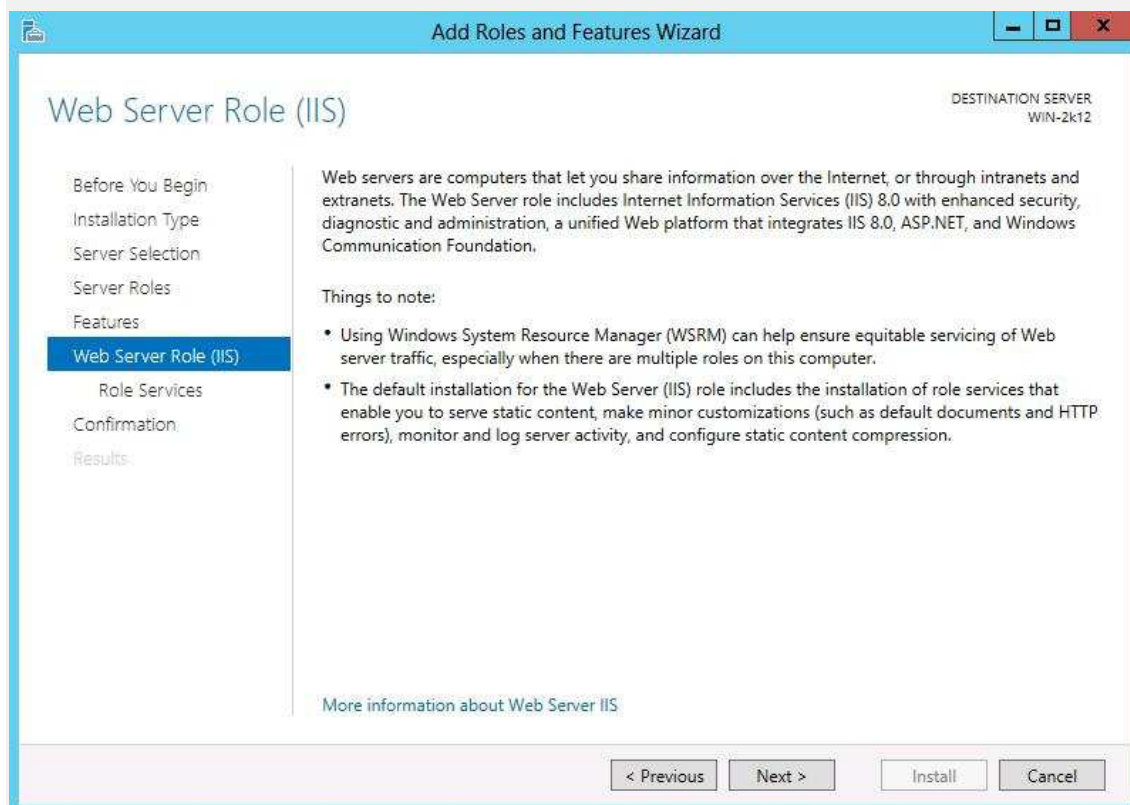 Add Roles and Features Wizard
Web Server Role (IIS)
DESTINATION SERVER
WIN-2k12
Before You Begin
Installation Type
Server Selection
Server Roles
Features
Web Server Role (IIS)
Role Services
Confirmation
Results
Web servers are computers that let you share information over the Internet, or through intranets and
extranets. The Web Server role includes Internet Information Services (IIS) 8.0 with enhanced security,
diagnostic and administration, a unified Web platform that integrates IIS 8.0, ASP.NET, and Windows
Communication Foundation.
Things to note:
• Using Windows System Resource Manager (WSRM) can help ensure equitable servicing of Web
server traffic, especially when there are multiple roles on this computer.
• The default installation for the Web Server (IIS) role includes the installation of role services that
enable you to serve static content, make minor customizations (such as default documents and HTTP
errors), monitor and log server activity, and configure static content compression.
More information about Web Server IIS
< Previous Next > Install Cancel